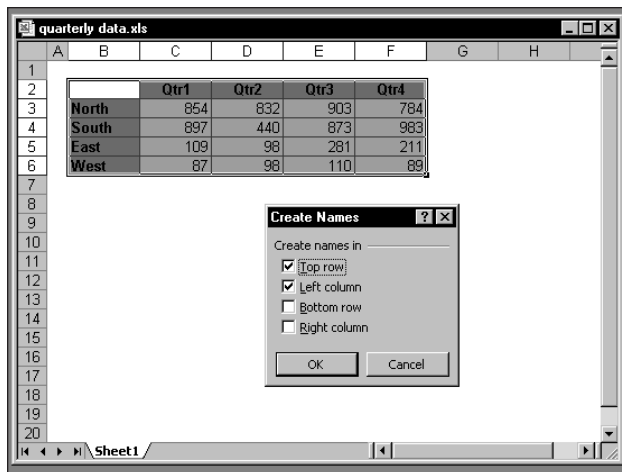 quarterly data.xls
A B C D E F G H
1
2 Qtr1 Qtr2 Qtr3 Qtr4
3 North 854 832 903 784
4 South 897 440 873 983
5 East 109 98 281 211
6 West 87 98 110 89
7
8
9
10
11
12
13
14
15
16
17
18
19
20
Create Names
Create names in
Top row
Left column
Bottom row
Right column
OK Cancel
Sheet1